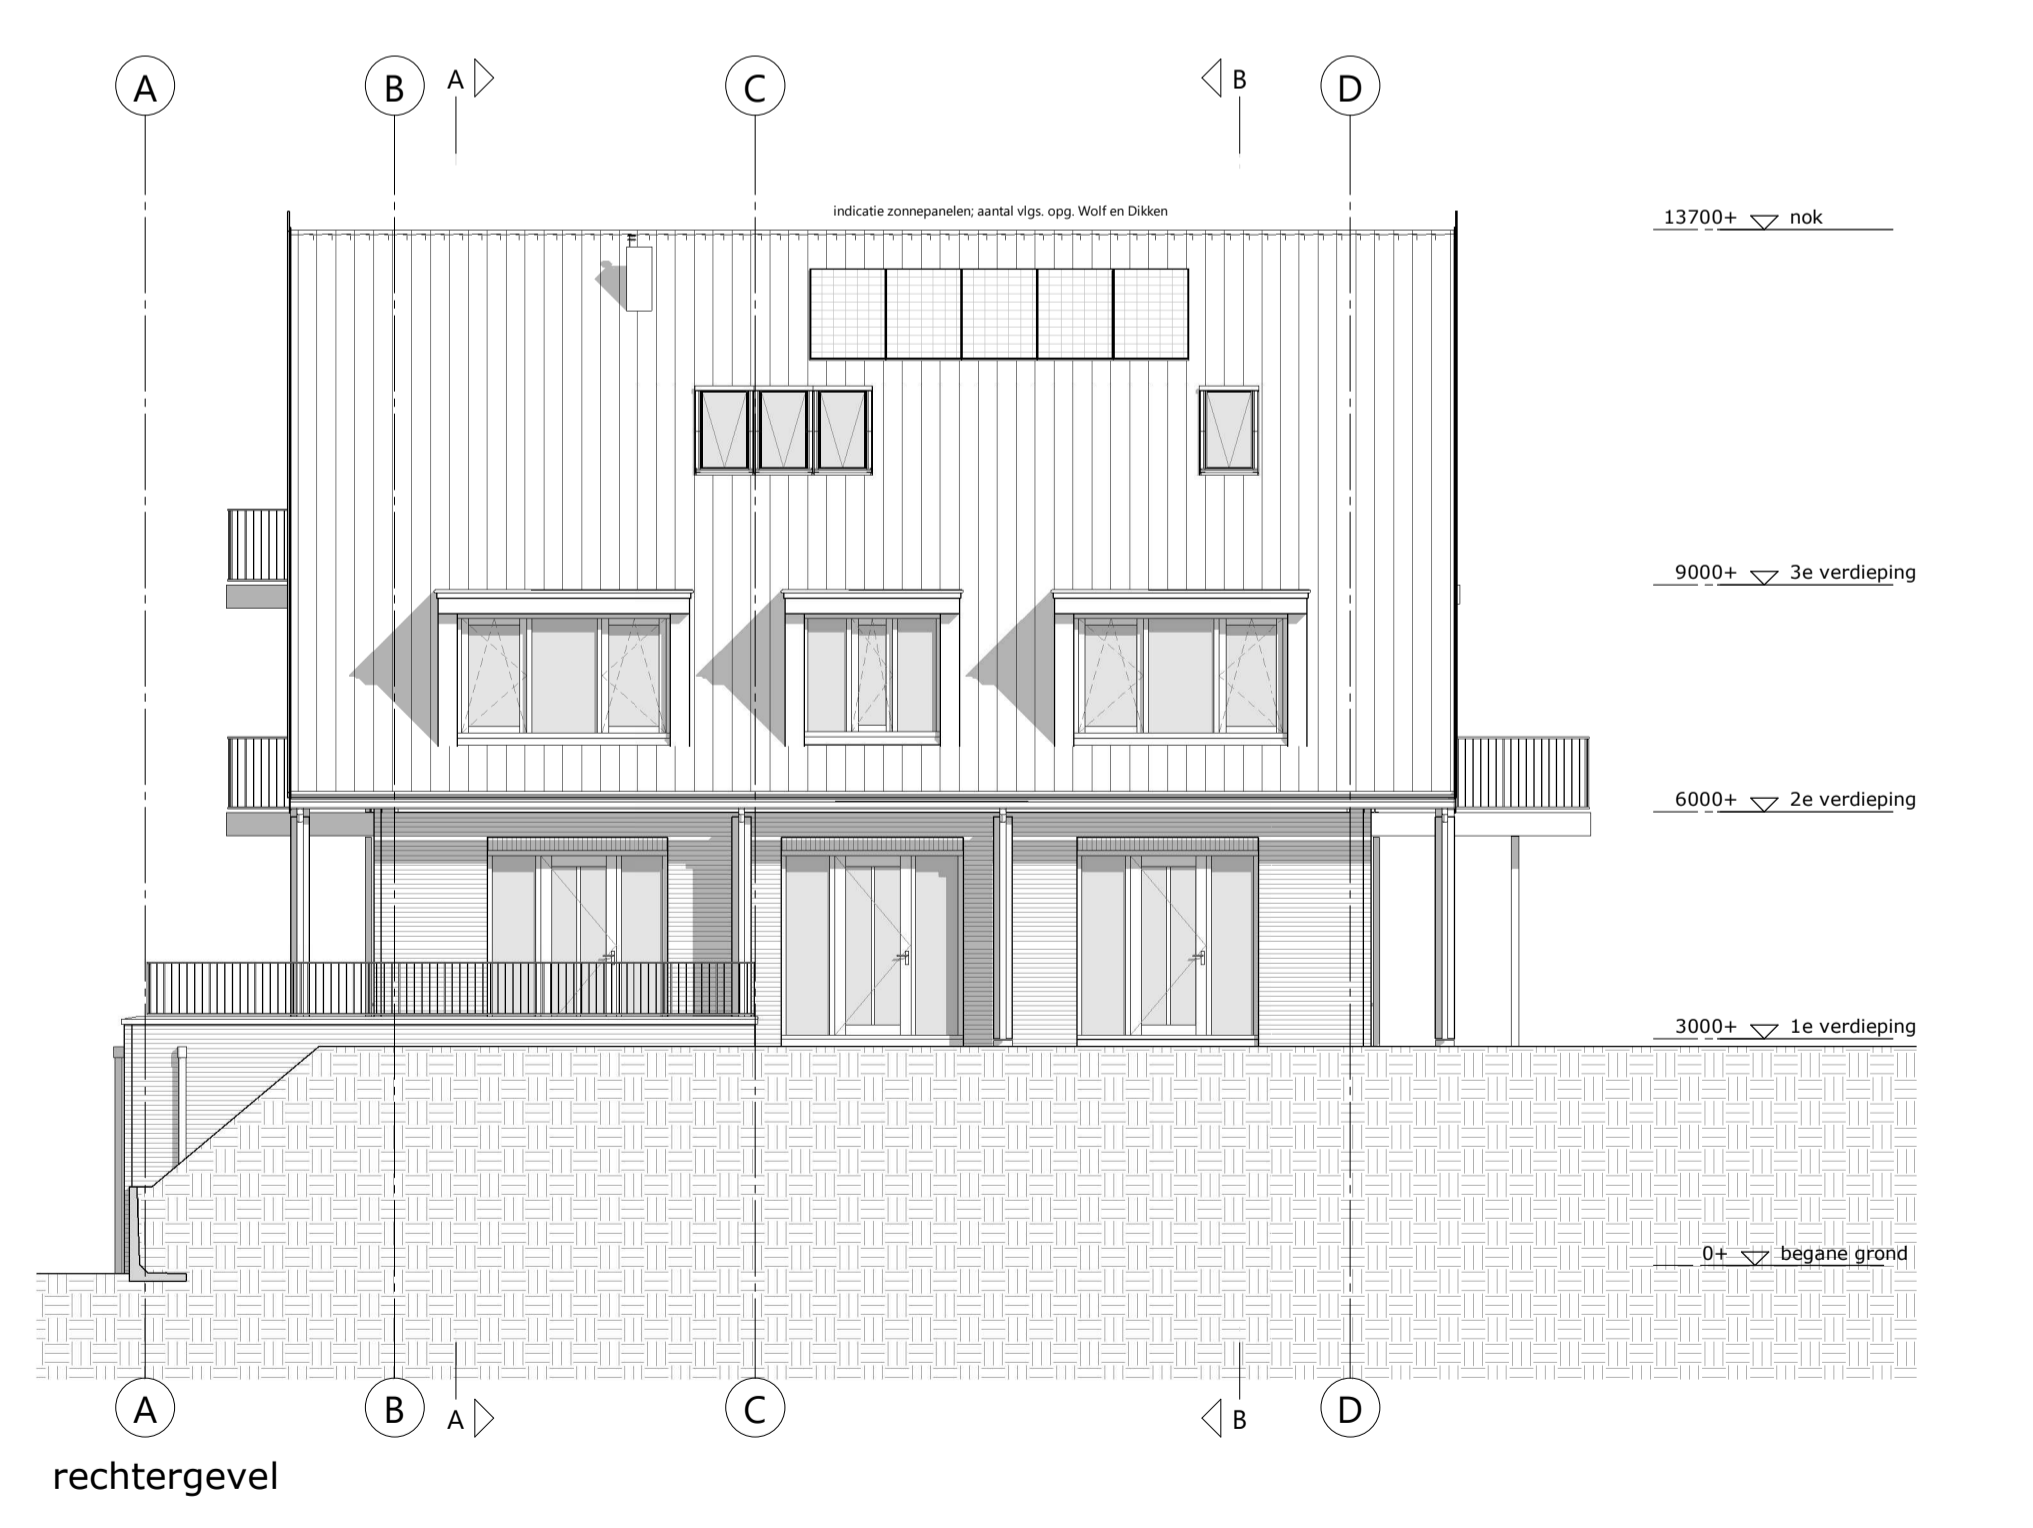 A B A C B D
indicatie zonnepanelen; aantal vlgs. opg. Wolf en Dikken
13700+ nok
9000+ 3e verdieping
6000+ 2e verdieping
3000+ 1e verdieping
0+ begane grond
A B A C B D
rechtergevel